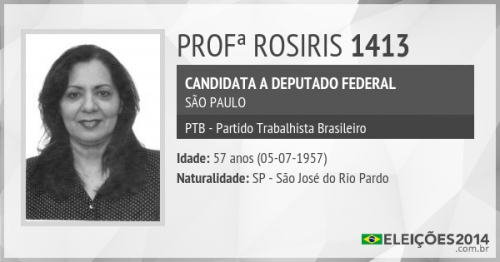 PROFª ROSIRIS 1413
CANDIDATA A DEPUTADO FEDERAL
SÃO PAULO
PTB - Partido Trabalhista Brasileiro
Idade: 57 anos (05-07-1957)
Naturalidade: SP - São José do Rio Pardo
ELEIÇÕES2014
.com.br